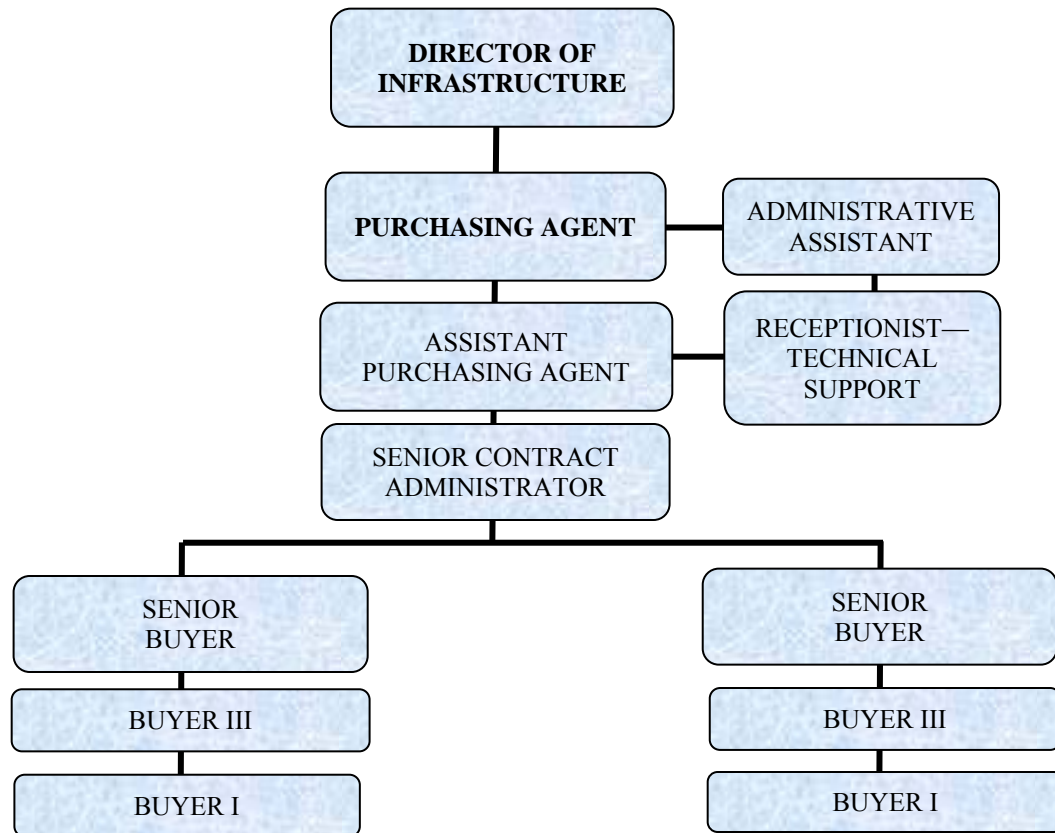 DIRECTOR OF
INFRASTRUCTURE
PURCHASING AGENT
ADMINISTRATIVE
ASSISTANT
ASSISTANT
PURCHASING AGENT
RECEPTIONIST—
TECHNICAL
SUPPORT
SENIOR CONTRACT
ADMINISTRATOR
SENIOR
BUYER
SENIOR
BUYER
BUYER III
BUYER III
BUYER I
BUYER I